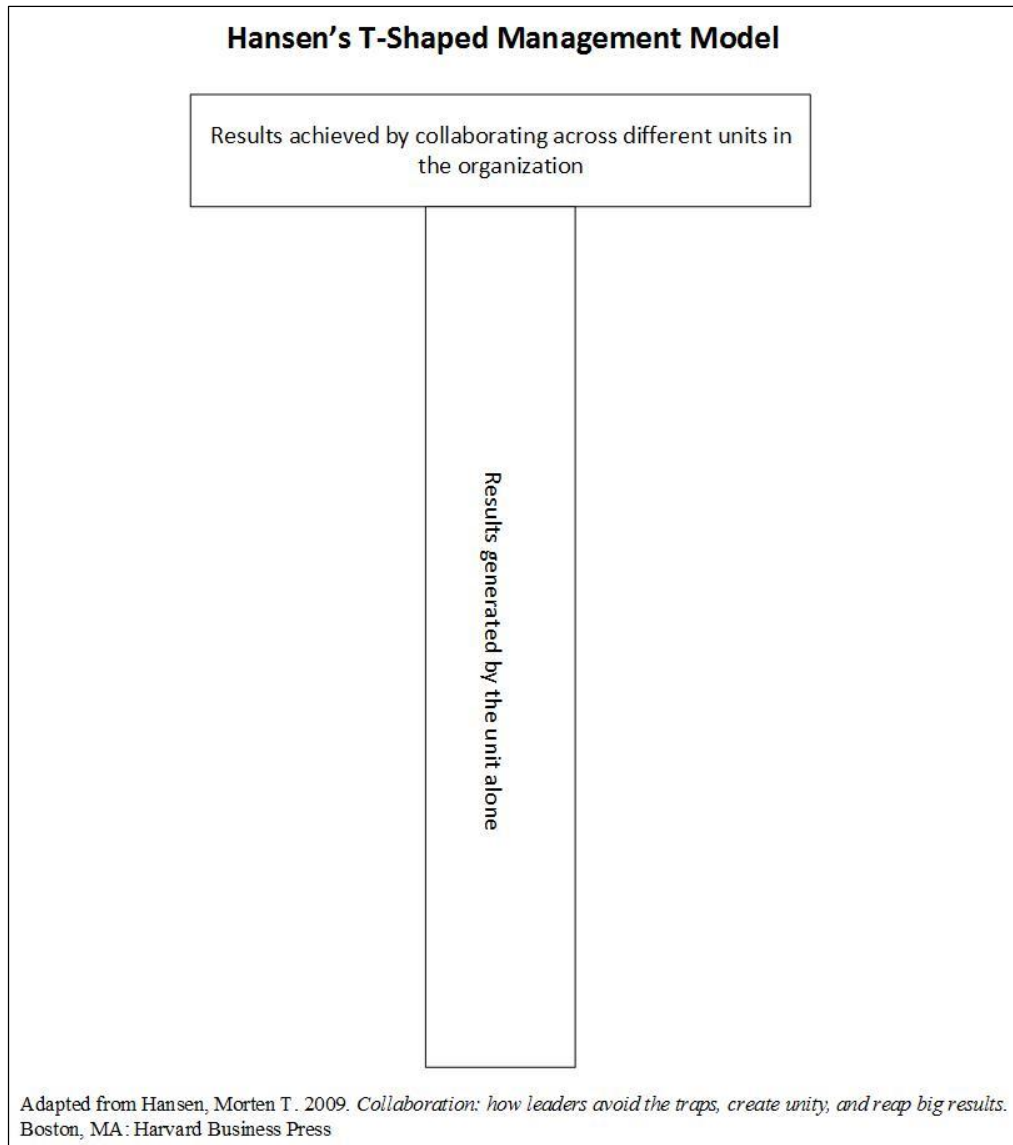 Hansen’s T-Shaped Management Model
Results achieved by collaborating across different units in
the organization
Results generated by the unit alone
Adapted from Hansen, Morten T. 2009. Collaboration: how leaders avoid the traps, create unity, and reap big results.
Boston, MA: Harvard Business Press